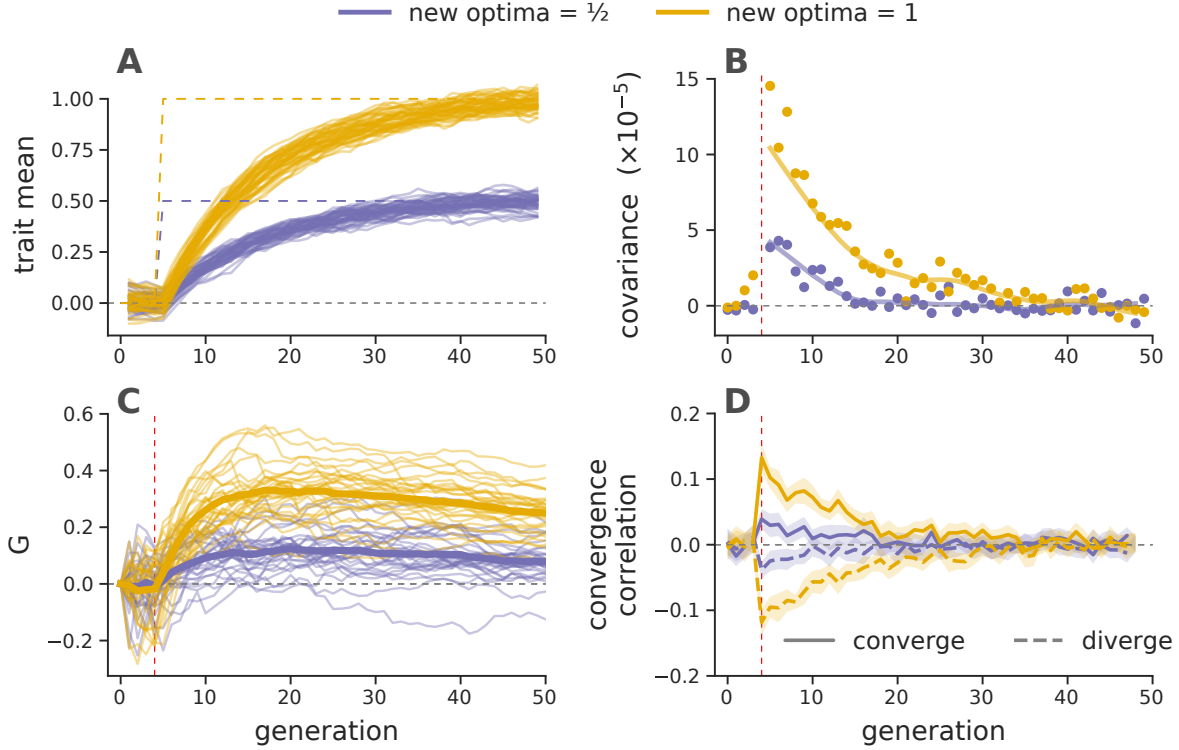 new optima = ½
new optima = 1
A
trait mean
1.00
0.75
0.50
0.25
0.00
0
10
20
30
40
50
B
covariance (×10⁻⁵)
15
10
5
0
0
10
20
30
40
50
C
G
0.6
0.4
0.2
0.0
−0.2
0
10
20
30
40
50
generation
D
convergence
correlation
0.2
0.1
0.0
−0.1
−0.2
converge
diverge
0
10
20
30
40
50
generation